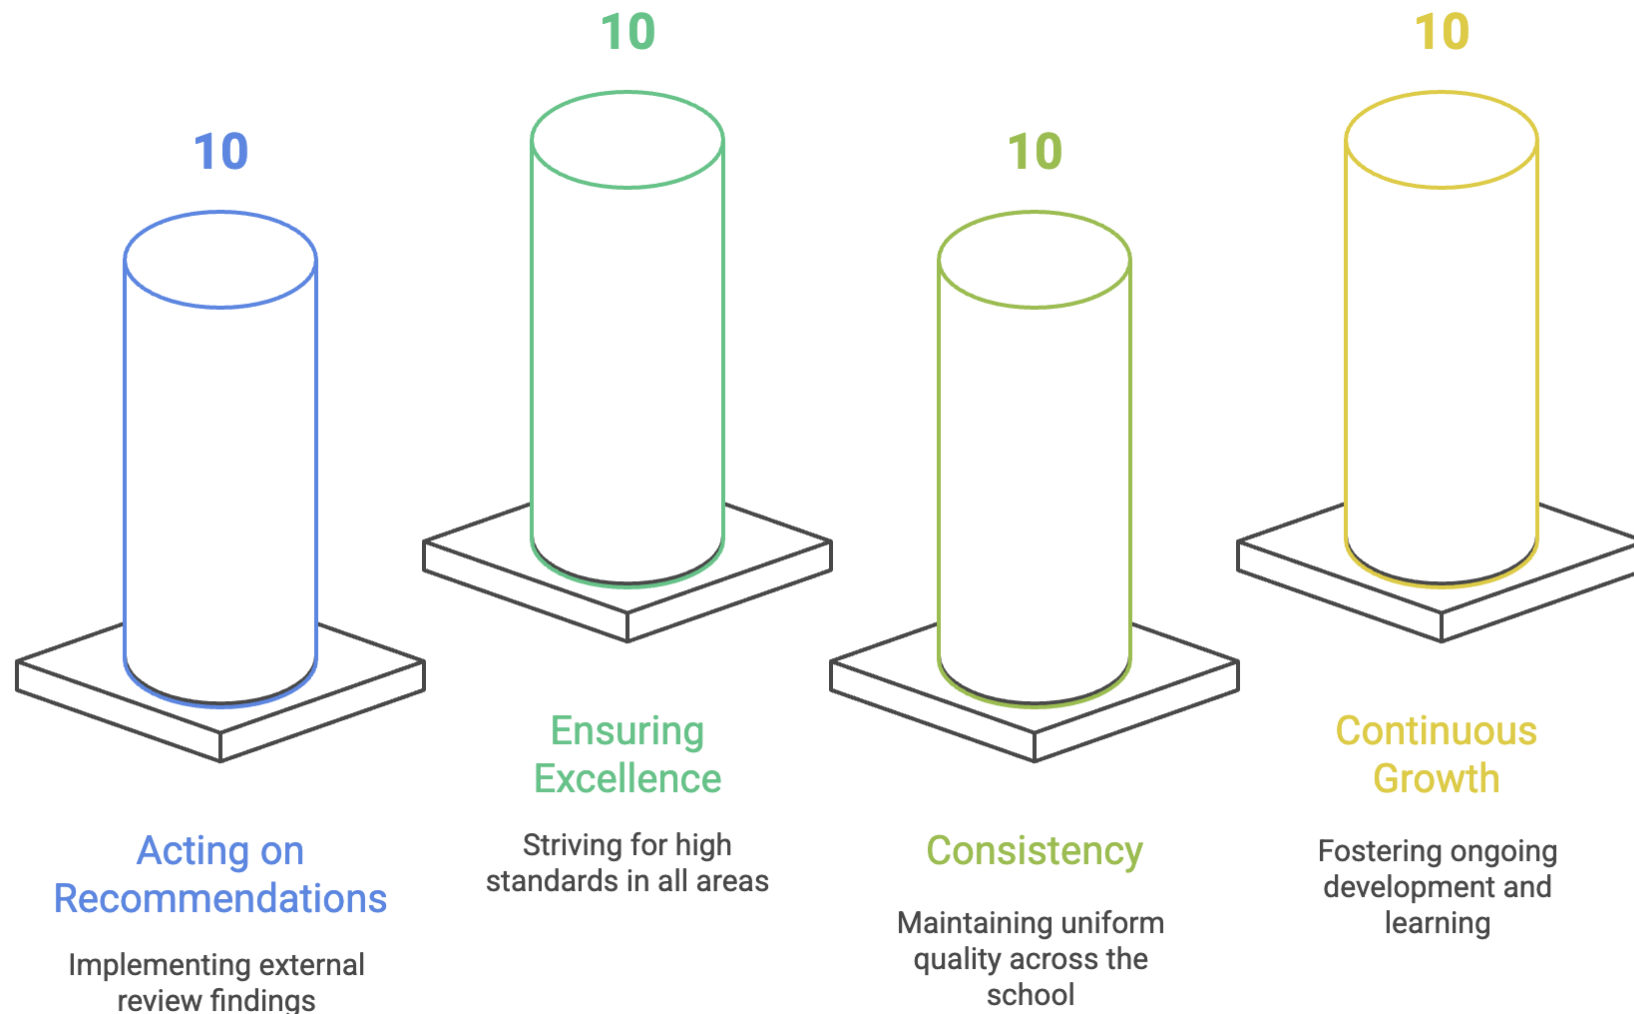 10
Acting on
Recommendations
Implementing external
review findings
10
Ensuring
Excellence
Striving for high
standards in all areas
10
Consistency
Maintaining uniform
quality across the
school
10
Continuous
Growth
Fostering ongoing
development and
learning